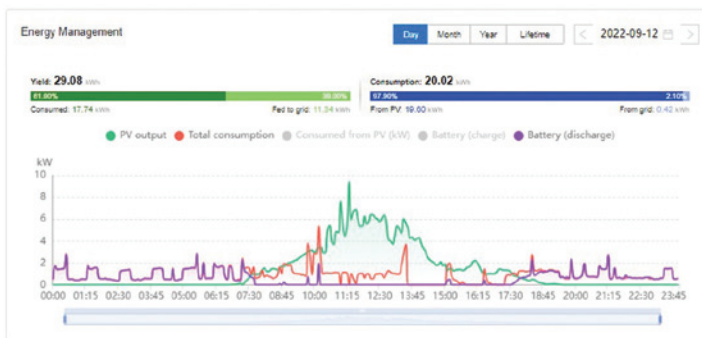 Energy Management
Day Month Year Lifetime < 2022-09-12 >
Yield: 29.08 kWh
Consumption: 20.02 kWh
61.00% 39.00%
97.90% 2.10%
Consumed: 17.74 kWh Fed to grid: 11.34 kWh
From PV: 19.60 kWh From grid: 0.42 kWh
PV output Total consumption Consumed from PV (kW) Battery (charge) Battery (discharge)
kW
10
8
6
4
2
0
00:00 01:15 02:30 03:45 05:00 06:15 07:30 08:45 10:00 11:15 12:30 13:45 15:00 16:15 17:30 18:45 20:00 21:15 22:30 23:45